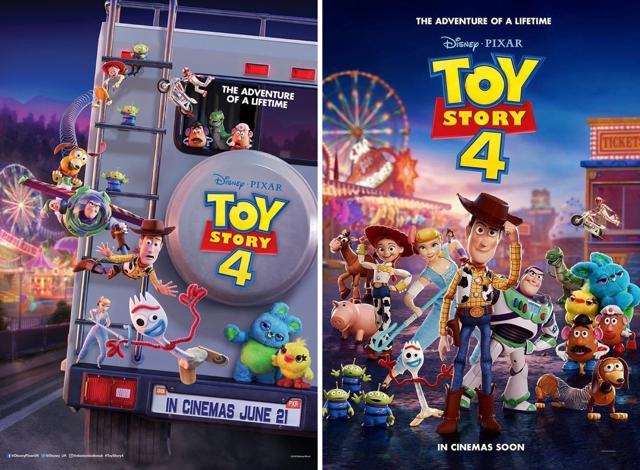 THE ADVENTURE
OF A LIFETIME
Disney · PIXAR
TOY
STORY
4
IN CINEMAS JUNE 21
THE ADVENTURE OF A LIFETIME
Disney · PIXAR
TOY
STORY
4
TICKETS
IN CINEMAS SOON